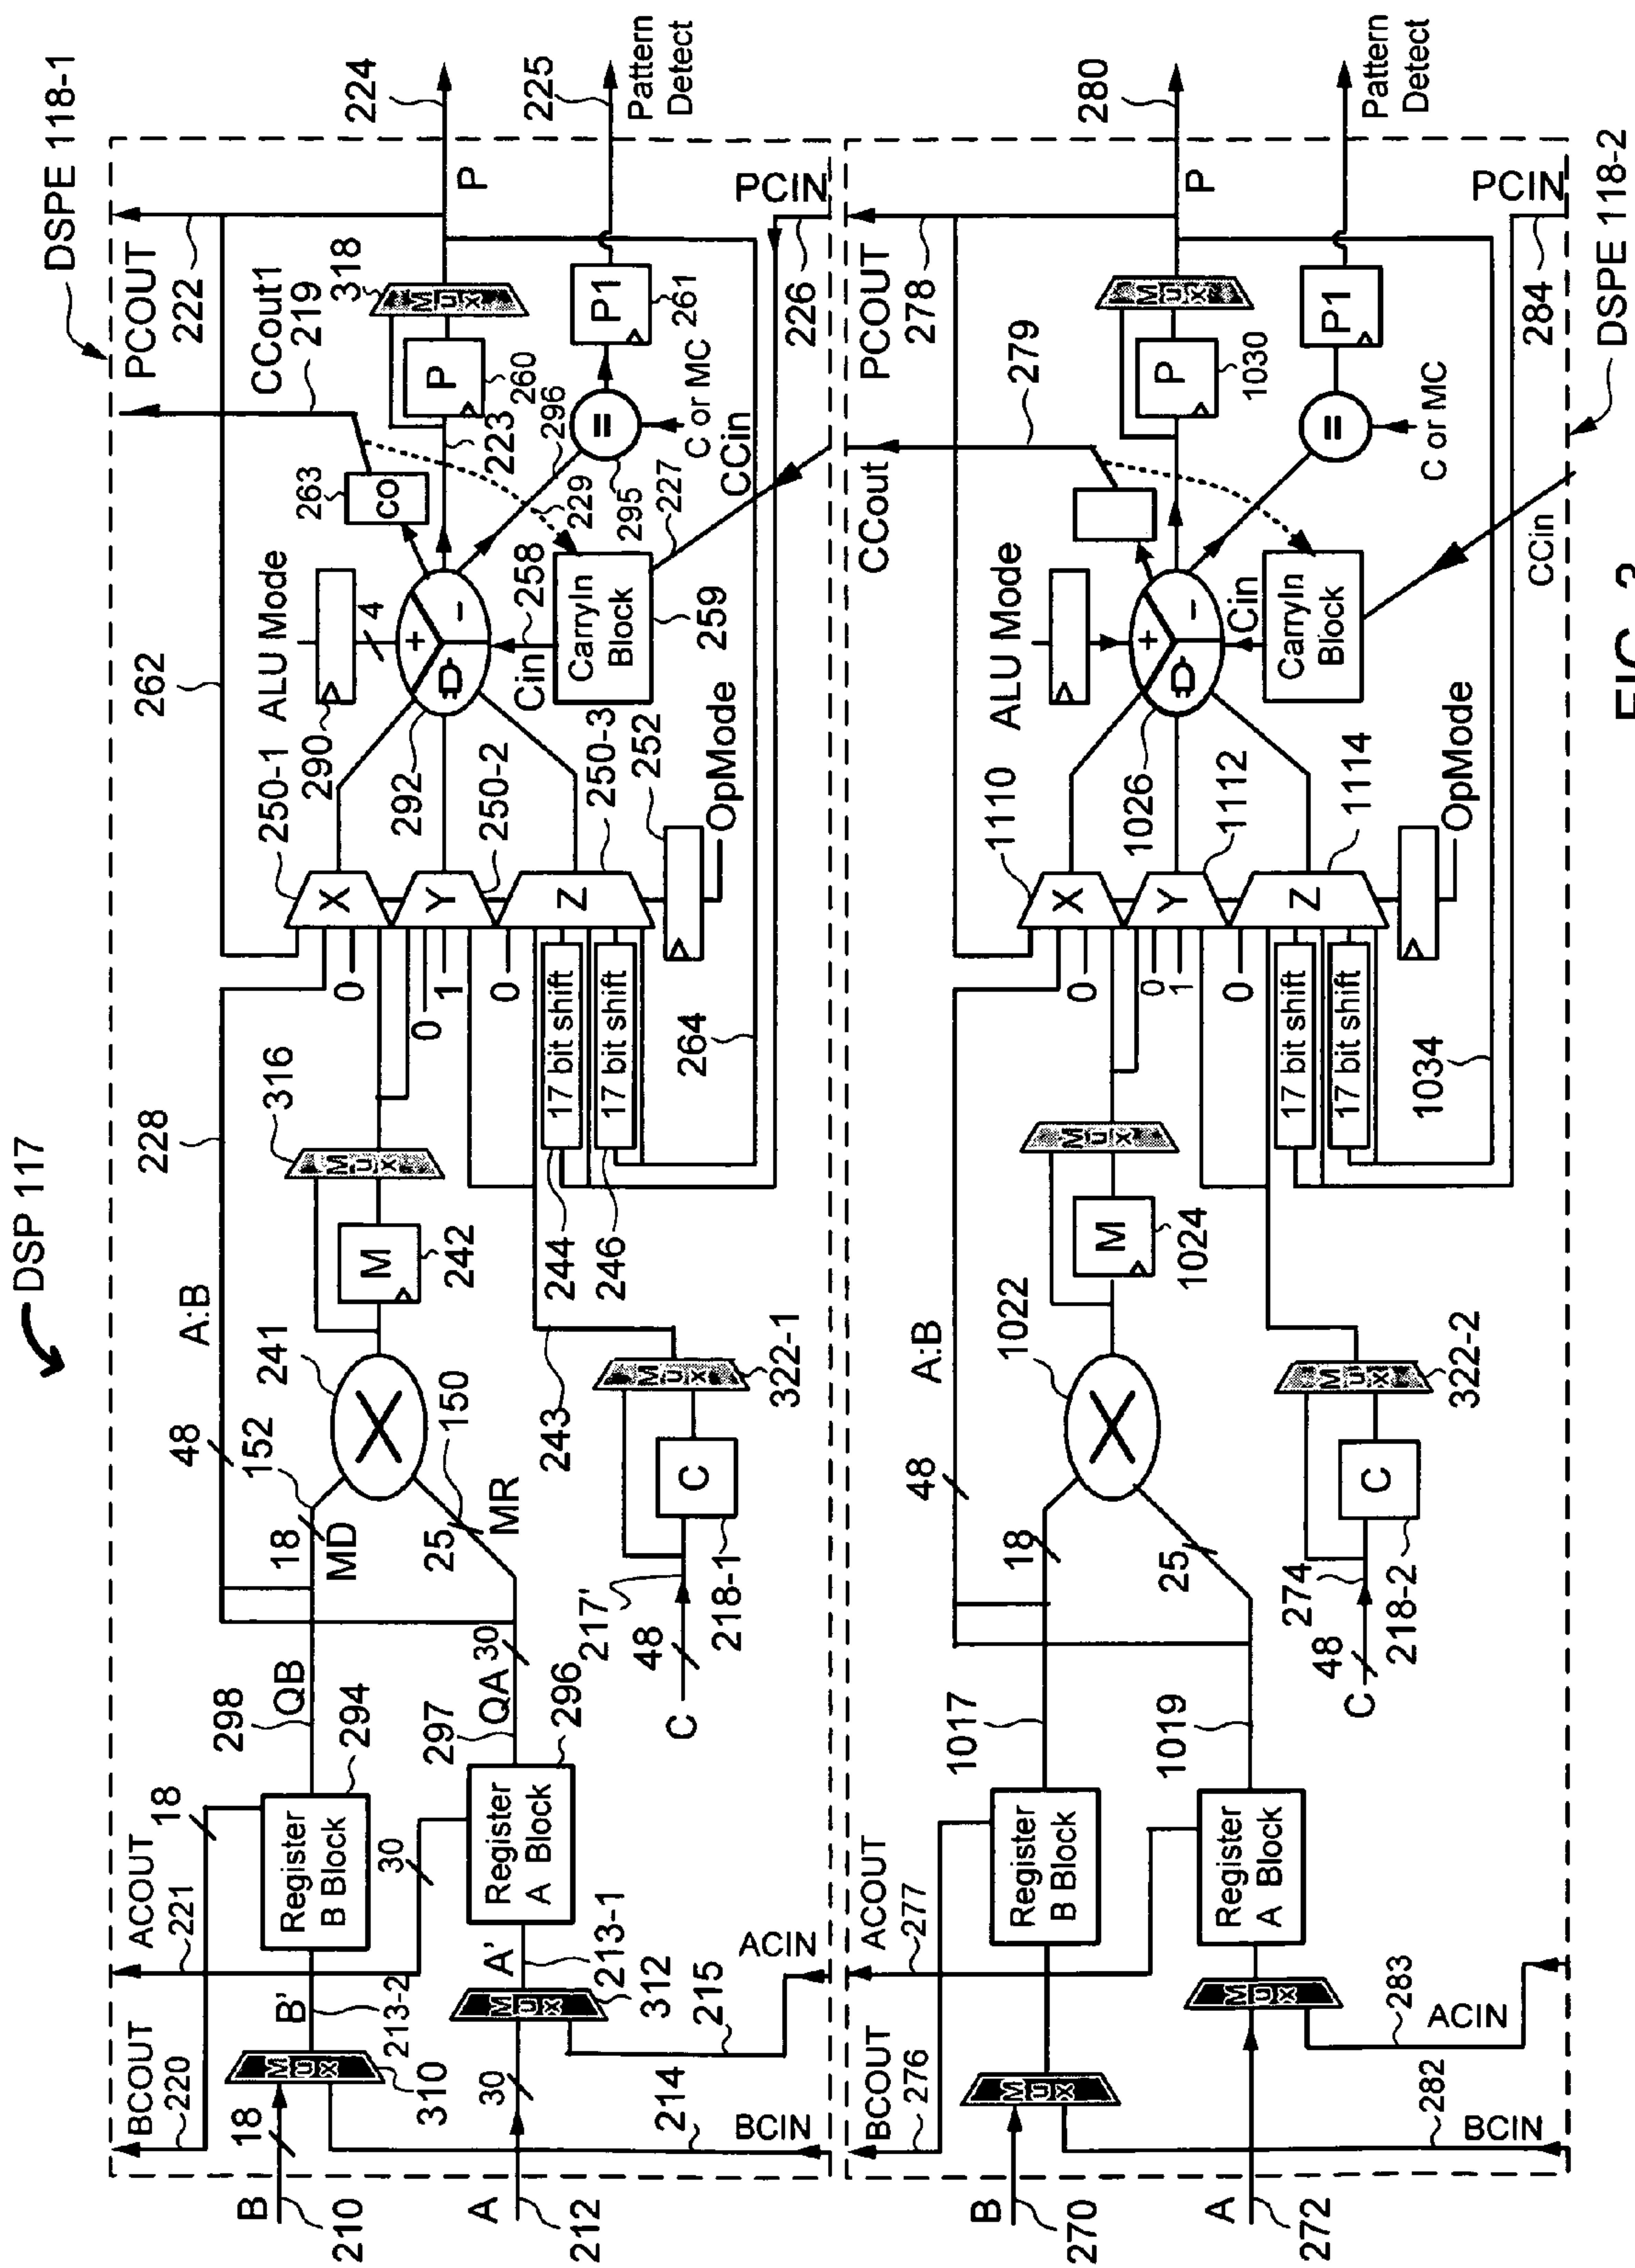 DSP 117
DSPE 118-1
BCOUT
220
ACOUT
221
18
B
210
18
Mux
310
B'
213-2
Register
B Block
294
298
QB
18
MD
152
48
A:B
228
241
A
212
30
Mux
312
A'
213-1
30
Register
A Block
296
297
QA
30
25
MR
150
214
BCIN
215
ACIN
C
48
217'
218-1
C
Mux
322-1
243
M
242
Mux
316
0
0
1
0
17 bit shift
17 bit shift
244
246
264
262
X
250-1
Y
250-2
Z
250-3
252
OpMode
290
ALU Mode
4
292
+
-
Cin
258
CarryIn
Block
259
263
CO
229
223
296
295
=
C or MC
CCin
227
P
260
Mux
318
CCout1
219
PCOUT
222
P1
261
P
PCIN
226
224
225
Pattern
Detect
BCOUT
276
ACOUT
277
B
270
Mux
Register
B Block
1017
18
48
A:B
1022
A
272
Mux
Register
A Block
1019
25
282
BCIN
283
ACIN
C
48
274
218-2
C
Mux
322-2
M
1024
Mux
0
0
1
0
17 bit shift
17 bit shift
1034
X
1110
Y
1112
Z
1114
OpMode
ALU Mode
1026
+
-
Cin
CarryIn
Block
CCout
279
=
C or MC
CCin
P
1030
Mux
PCOUT
278
P1
P
PCIN
284
280
Pattern
Detect
DSPE 118-2